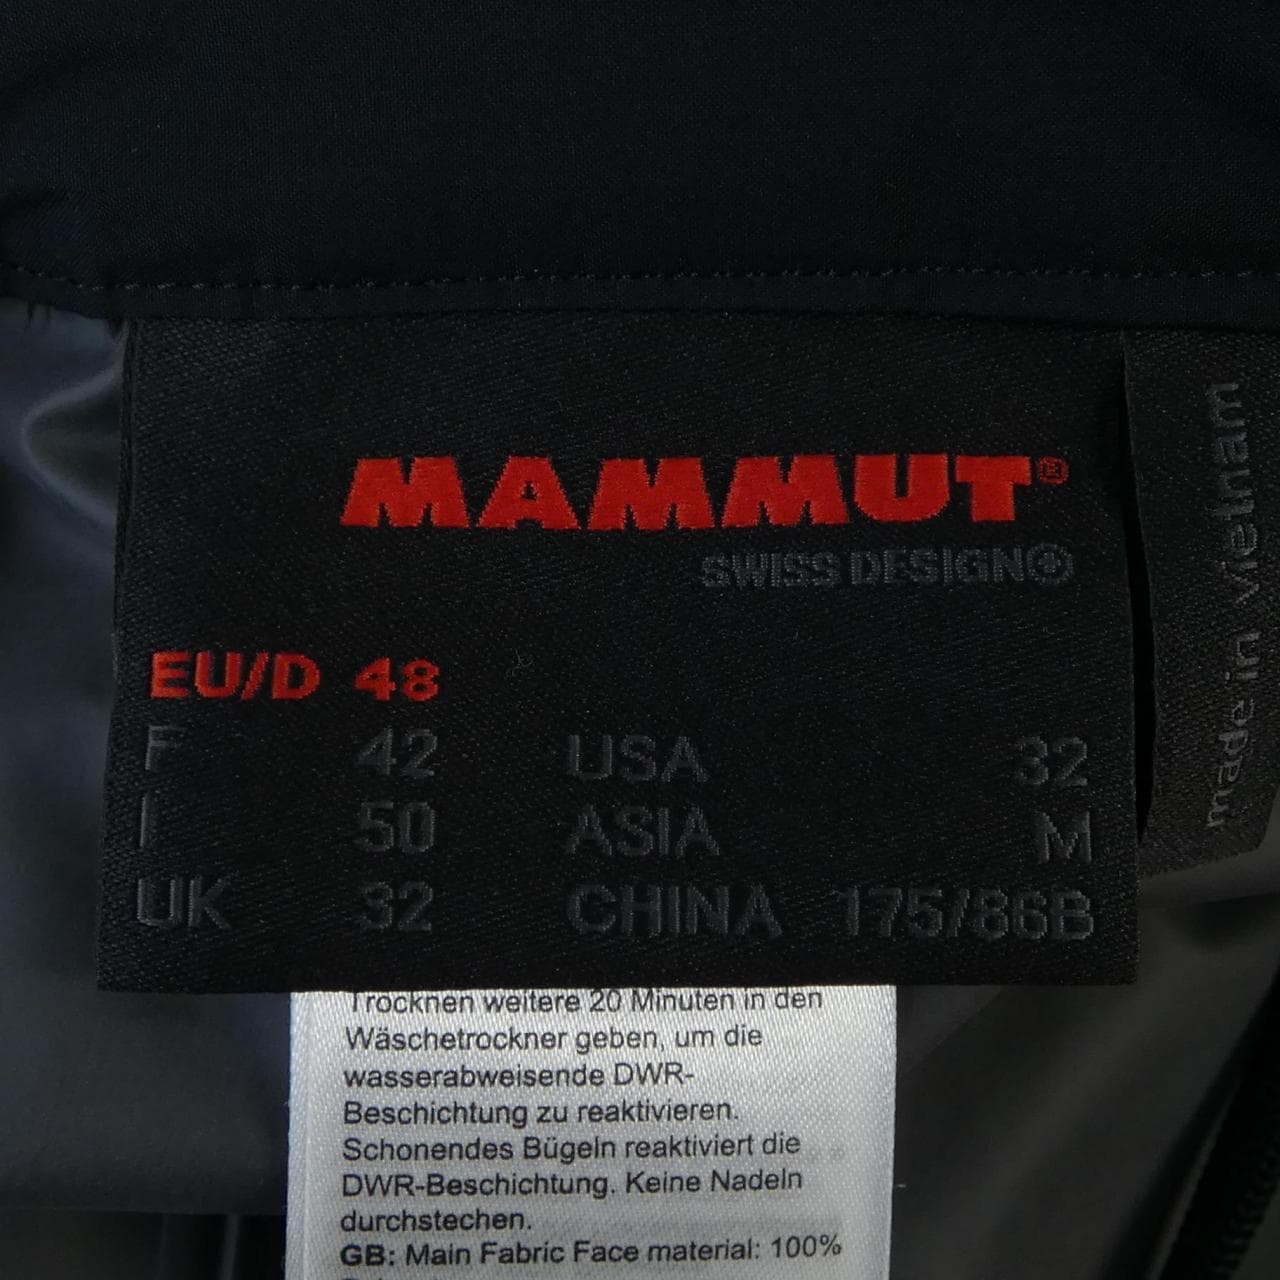 MAMMUT®
SWISS DESIGN
EU/D 48
F 42 USA 32
I 50 ASIA M
UK 32 CHINA 175/86B
made in vietnam
Trocknen weitere 20 Minuten in den
Wäschetrockner geben, um die
wasserabweisende DWR-
Beschichtung zu reaktivieren.
Schonendes Bügeln reaktiviert die
DWR-Beschichtung. Keine Nadeln
durchstechen.
GB: Main Fabric Face material: 100%